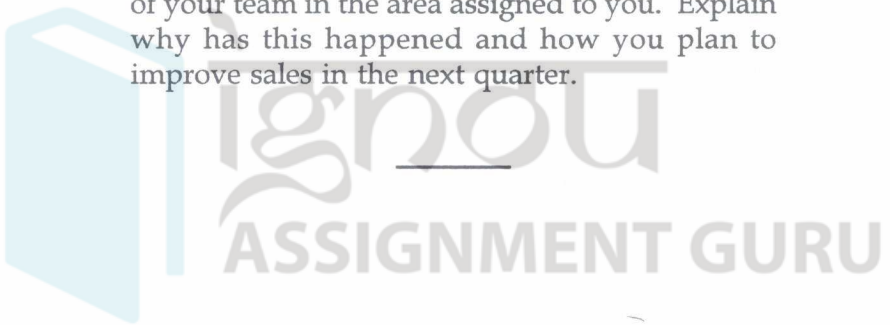 of your team in the area assigned to you. Explain
why has this happened and how you plan to
improve sales in the next quarter.
ignou
ASSIGNMENT GURU